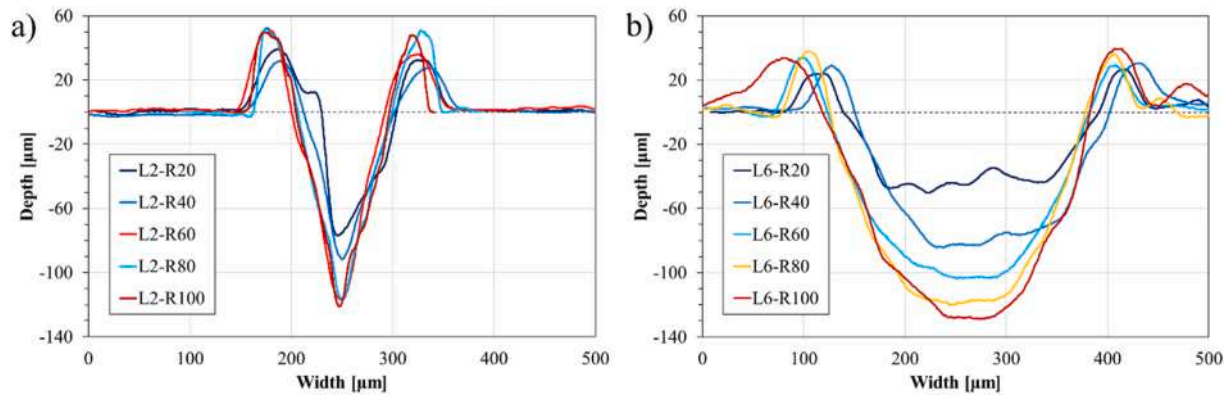 a)
Depth [µm]
60
20
-20
-60
-100
-140
L2-R20
L2-R40
L2-R60
L2-R80
L2-R100
0 100 200 300 400 500
Width [µm]
b)
Depth [µm]
60
20
-20
-60
-100
-140
L6-R20
L6-R40
L6-R60
L6-R80
L6-R100
0 100 200 300 400 500
Width [µm]